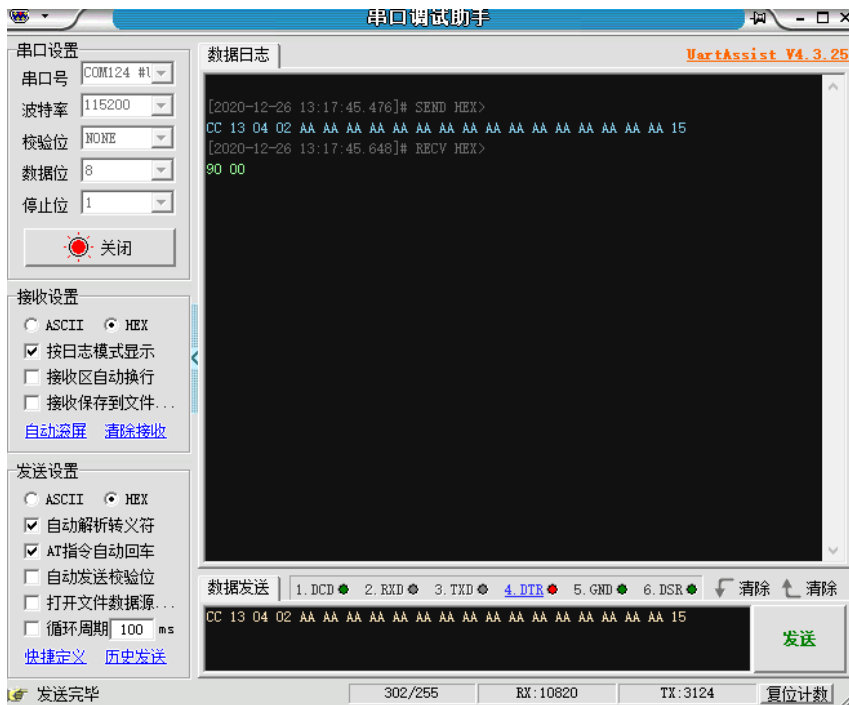 串口调试助手
串口设置
串口号 COM124 #
波特率 115200
校验位 NONE
数据位 8
停止位 1
关闭
接收设置
ASCII HEX
按日志模式显示
接收区自动换行
接收保存到文件...
自动滚屏 清除接收
发送设置
ASCII HEX
自动解析转义符
AT指令自动回车
自动发送校验位
打开文件数据源...
循环周期 100 ms
快捷定义 历史发送
数据日志 UartAssist V4.3.25
[2020-12-26 13:17:45.476]# SEND HEX>
CC 13 04 02 AA AA AA AA AA AA AA AA AA AA AA AA AA AA AA AA 15
[2020-12-26 13:17:45.648]# RECV HEX>
90 00
数据发送 1.DCD 2.RXD 3.TXD 4.DTR 5.GND 6.DSR 清除 清除
CC 13 04 02 AA AA AA AA AA AA AA AA AA AA AA AA AA AA AA AA 15
发送
发送完毕 302/255 RX:10820 TX:3124 复位计数